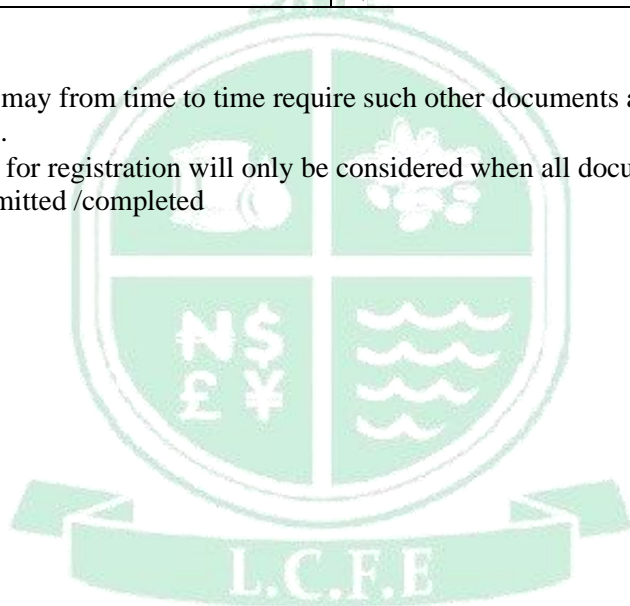 may from time to time require such other documents a
.
for registration will only be considered when all docu
mitted /completed
₦$
£ ¥
L.C.F.E